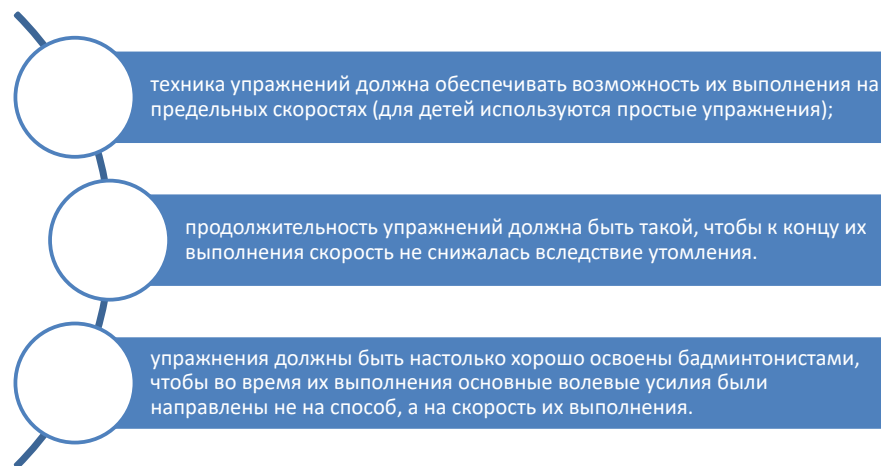 техника упражнений должна обеспечивать возможность их выполнения на
предельных скоростях (для детей используются простые упражнения);
продолжительность упражнений должна быть такой, чтобы к концу их
выполнения скорость не снижалась вследствие утомления.
упражнения должны быть настолько хорошо освоены бадминтонистами,
чтобы во время их выполнения основные волевые усилия были
направлены не на способ, а на скорость их выполнения.